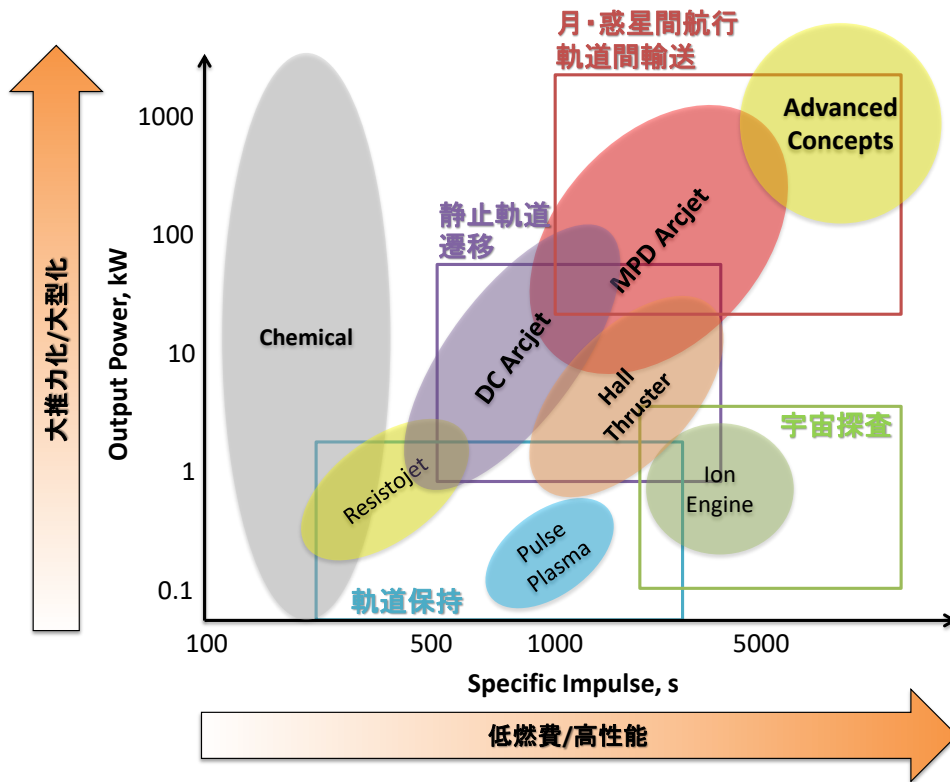 月・惑星間航行
軌道間輸送
Advanced
Concepts
1000
静止軌道
遷移
MPD Arcjet
100
大推力化/大型化
Output Power, kW
Chemical
DC Arcjet
10
Hall
Thruster
宇宙探査
1
Resistojet
Ion
Engine
Pulse
Plasma
0.1
軌道保持
100
500
1000
5000
Specific Impulse, s
低燃費/高性能